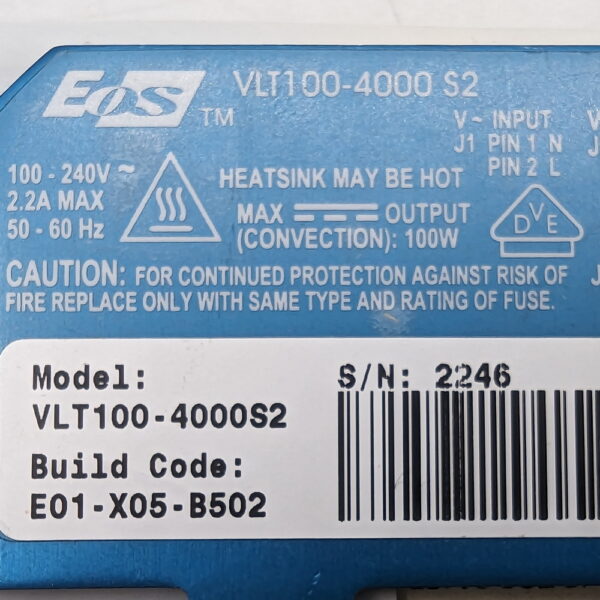 EOS TM VLT100-4000 S2
V~ INPUT V
J1 PIN 1 N J
PIN 2 L
100 - 240V ~
2.2A MAX
50 - 60 Hz
HEATSINK MAY BE HOT
MAX OUTPUT
(CONVECTION): 100W
DVE
CAUTION: FOR CONTINUED PROTECTION AGAINST RISK OF J
FIRE REPLACE ONLY WITH SAME TYPE AND RATING OF FUSE.
Model:
VLT100-4000S2
Build Code:
E01-X05-B502
S/N: 2246